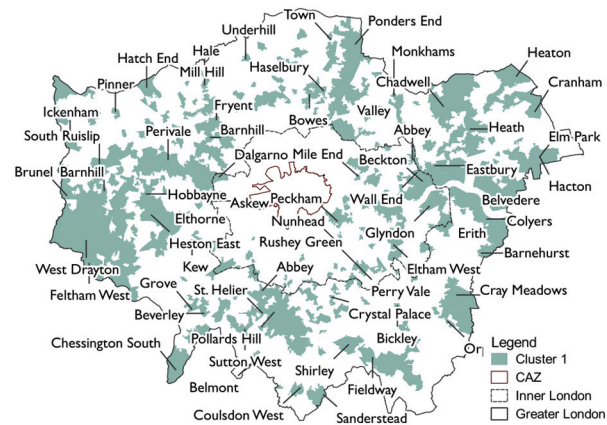 Town
Ponders End
Underhill
Hale
Hatch End
Haselbury
Monkhams
Heaton
Mill Hill
Chadwell
Pinner
Cranham
Fryent
Valley
Ickenham
Bowes
Abbey
Heath
South Ruislip
Perivale
Barnhill
Elm Park
Dalgarno
Mile End
Beckton
Eastbury
Brunel
Barnhill
Hobbayne
Peckham
Wall End
Hacton
Askew
Belvedere
Elthorne
Nunhead
Colyers
Glyndon
Erith
Heston East
Rushey Green
Barnehurst
West Drayton
Kew
Abbey
Eltham West
Feltham West
Grove
St. Helier
Perry Vale
Cray Meadows
Beverley
Crystal Palace
Pollards Hill
Bickley
Or
Chessington South
Sutton West
Shirley
Belmont
Fieldway
Coulsdon West
Sanderstead
Legend
Cluster 1
CAZ
Inner London
Greater London